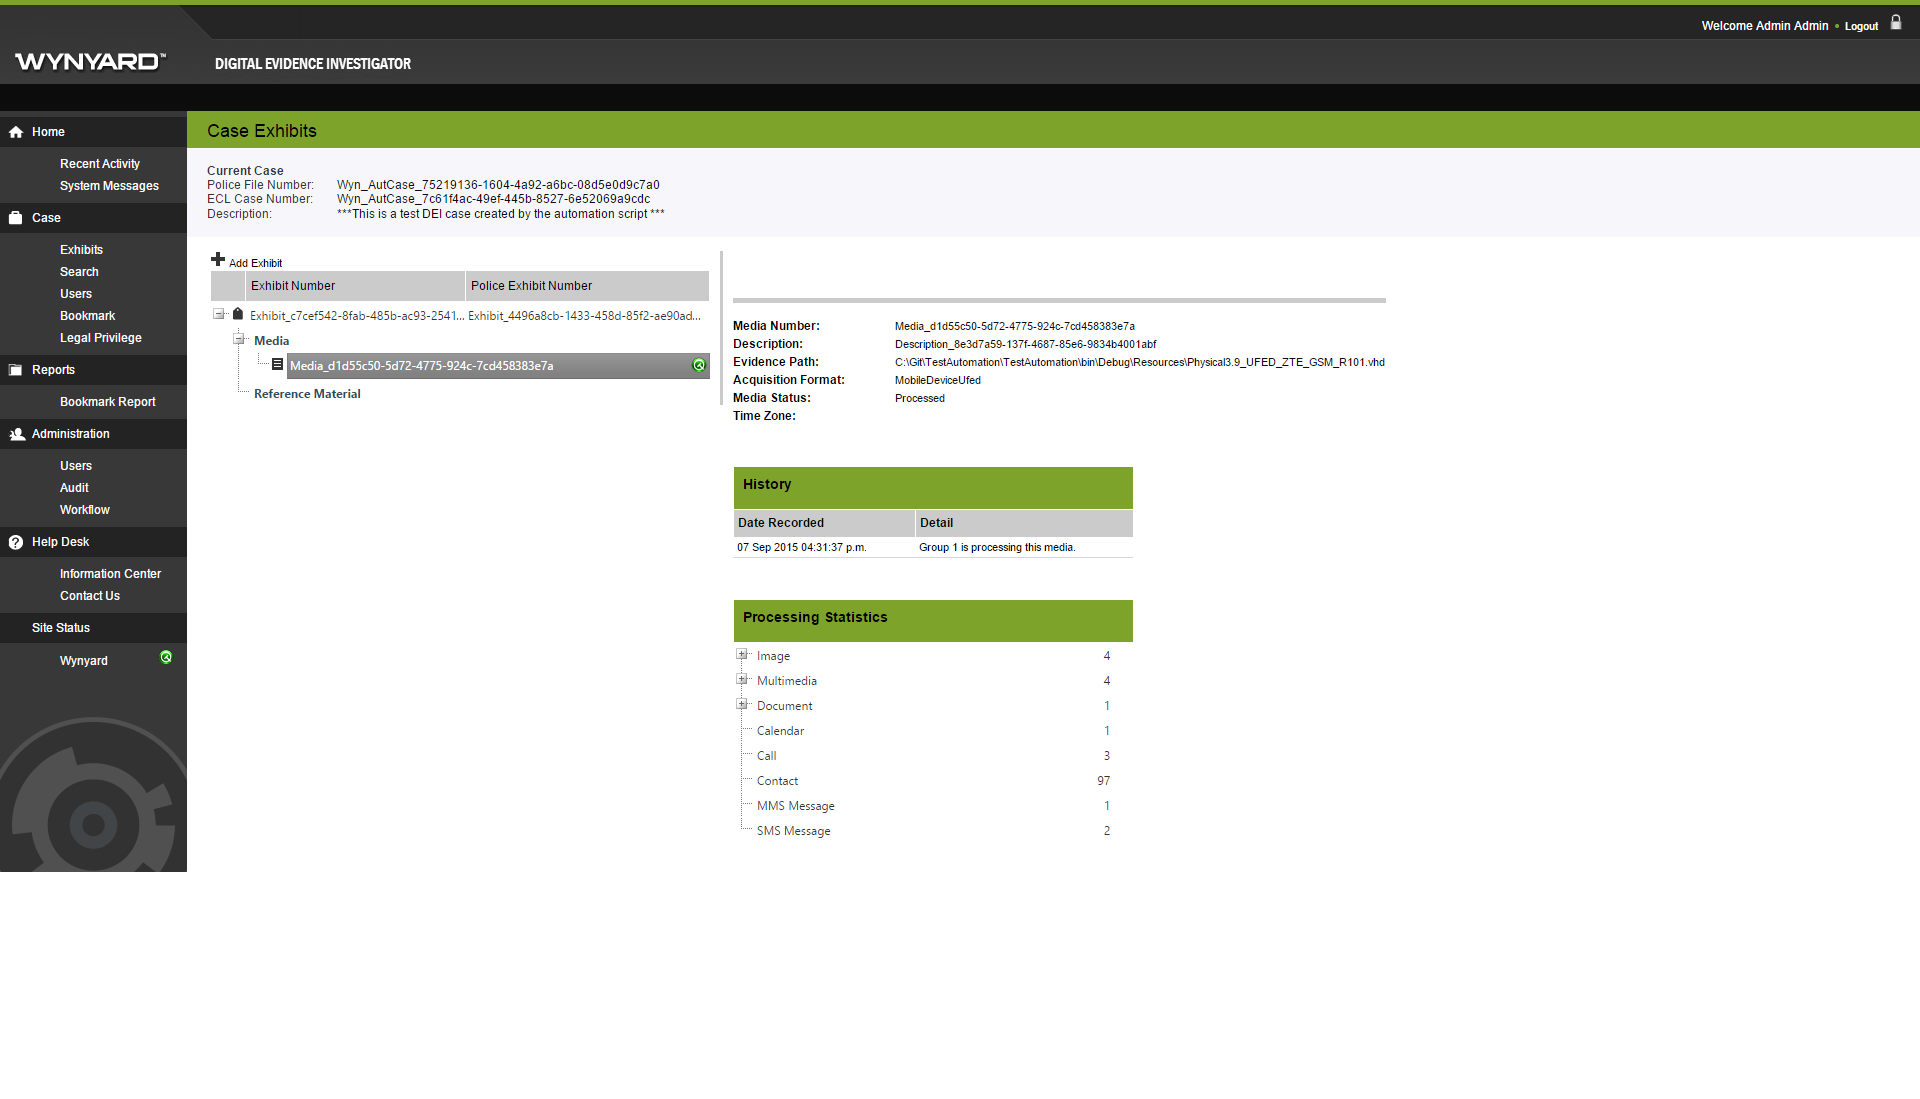 Welcome Admin Admin • Logout
WYNYARD™
DIGITAL EVIDENCE INVESTIGATOR
Home
Recent Activity
System Messages
Case
Exhibits
Search
Users
Bookmark
Legal Privilege
Reports
Bookmark Report
Administration
Users
Audit
Workflow
Help Desk
Information Center
Contact Us
Site Status
Wynyard
Case Exhibits
Current Case
Police File Number: Wyn_AutCase_75219136-1604-4a92-a6bc-08d5e0d9c7a0
ECL Case Number: Wyn_AutCase_7c61f4ac-49ef-445b-8527-6e52069a9cdc
Description: ***This is a test DEI case created by the automation script ***
Add Exhibit
Exhibit Number Police Exhibit Number
Exhibit_c7cef542-8fab-485b-ac93-2541... Exhibit_4496a8cb-1433-458d-85f2-ae90ad...
Media
Media_d1d55c50-5d72-4775-924c-7cd458383e7a
Reference Material
Media Number: Media_d1d55c50-5d72-4775-924c-7cd458383e7a
Description: Description_8e3d7a59-137f-4687-85e6-9834b4001abf
Evidence Path: C:\Git\TestAutomation\TestAutomation\bin\Debug\Resources\Physical3.9_UFED_ZTE_GSM_R101.vhd
Acquisition Format: MobileDeviceUfed
Media Status: Processed
Time Zone:
History
Date Recorded Detail
07 Sep 2015 04:31:37 p.m. Group 1 is processing this media.
Processing Statistics
Image 4
Multimedia 4
Document 1
Calendar 1
Call 3
Contact 97
MMS Message 1
SMS Message 2